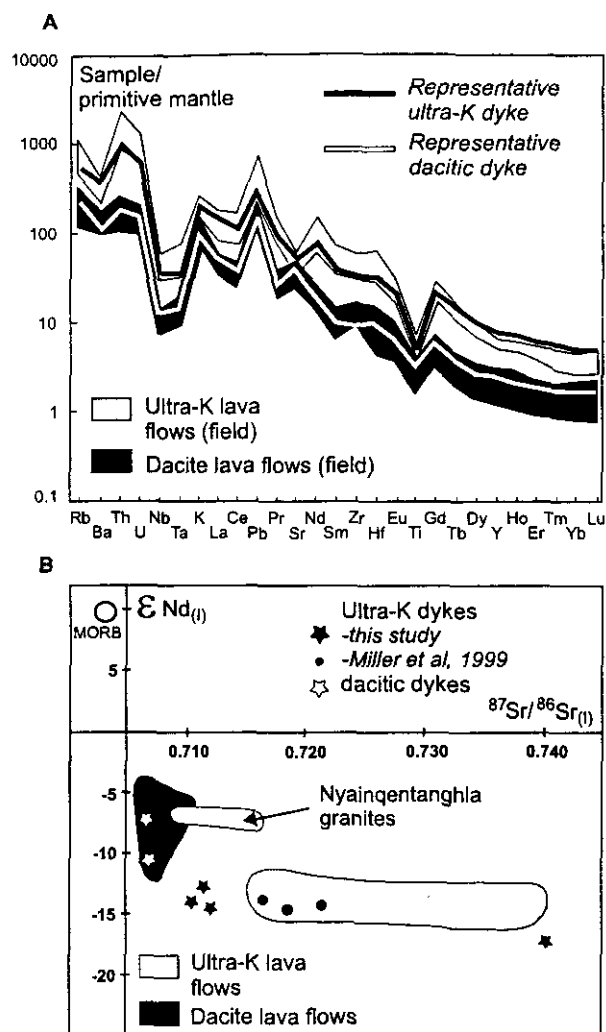 A
10000
1000
100
10
1
0.1
Sample/
primitive mantle
Representative
ultra-K dyke
Representative
dacitic dyke
Ultra-K lava
flows (field)
Dacite lava flows (field)
Rb Th Nb K Ce Pr Nd Zr Eu Gd Dy Ho Tm Lu
Ba U Ta La Pb Sr Sm Hf Ti Tb Y Er Yb
B
ε Nd(i)
MORB
5
Ultra-K dykes
-this study
-Miller et al, 1999
dacitic dykes
87Sr/86Sr(i)
0.710 0.720 0.730 0.740
-5
-10
-15
-20
Nyainqentanghla
granites
Ultra-K lava
flows
Dacite lava flows